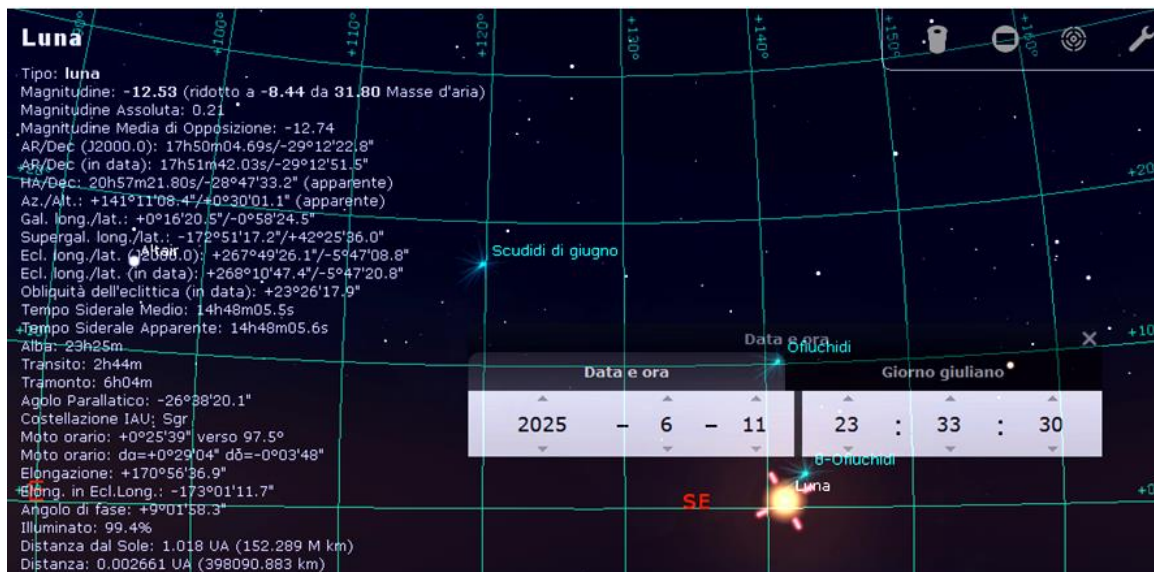 Luna
Tipo: luna
Magnitudine: -12.53 (ridotto a -8.44 da 31.80 Masse d'aria)
Magnitudine Assoluta: 0.21
Magnitudine Media di Opposizione: -12.74
AR/Dec (J2000.0): 17h50m04.69s/-29°12'22.8"
AR/Dec (in data): 17h51m42.03s/-29°12'51.5"
HA/Dec: 20h57m21.80s/-28°47'33.2" (apparente)
Az./Alt.: +141°11'08.4"/+0°30'01.1" (apparente)
Gal. long./lat.: +0°16'20.5"/-0°58'24.5"
Supergal. long./lat.: -172°51'17.2"/+42°25'36.0"
Ecl. long./lat. (J2000.0): +267°49'26.1"/-5°47'08.8"
Ecl. long./lat. (in data): +268°10'47.4"/-5°47'20.8"
Obliquità dell'eclittica (in data): +23°26'17.9"
Tempo Siderale Medio: 14h48m05.5s
Tempo Siderale Apparente: 14h48m05.6s
Alba: 23h25m
Transito: 2h44m
Tramonto: 6h04m
Agolo Parallatico: -26°38'20.1"
Costellazione IAU: Sgr
Moto orario: +0°25'39" verso 97.5°
Moto orario: dα=+0°29'04" dδ=-0°03'48"
Elongazione: +170°56'36.9"
Elong. in Ecl.Long.: -173°01'11.7"
Angolo di fase: +9°01'58.3"
Illuminato: 99.4%
Distanza dal Sole: 1.018 UA (152.289 M km)
Distanza: 0.002661 UA (398090.883 km)
+90°
+100°
+110°
+120°
+130°
+140°
+150°
+160°
+20°
+20
Altair
Scudidi di giugno
+10°
+10
Data e ora
Ofiuchidi
Data e ora
Giorno giuliano
2025 - 6 - 11
23 : 33 : 30
θ-Ofiuchidi
Luna
E
SE
+0